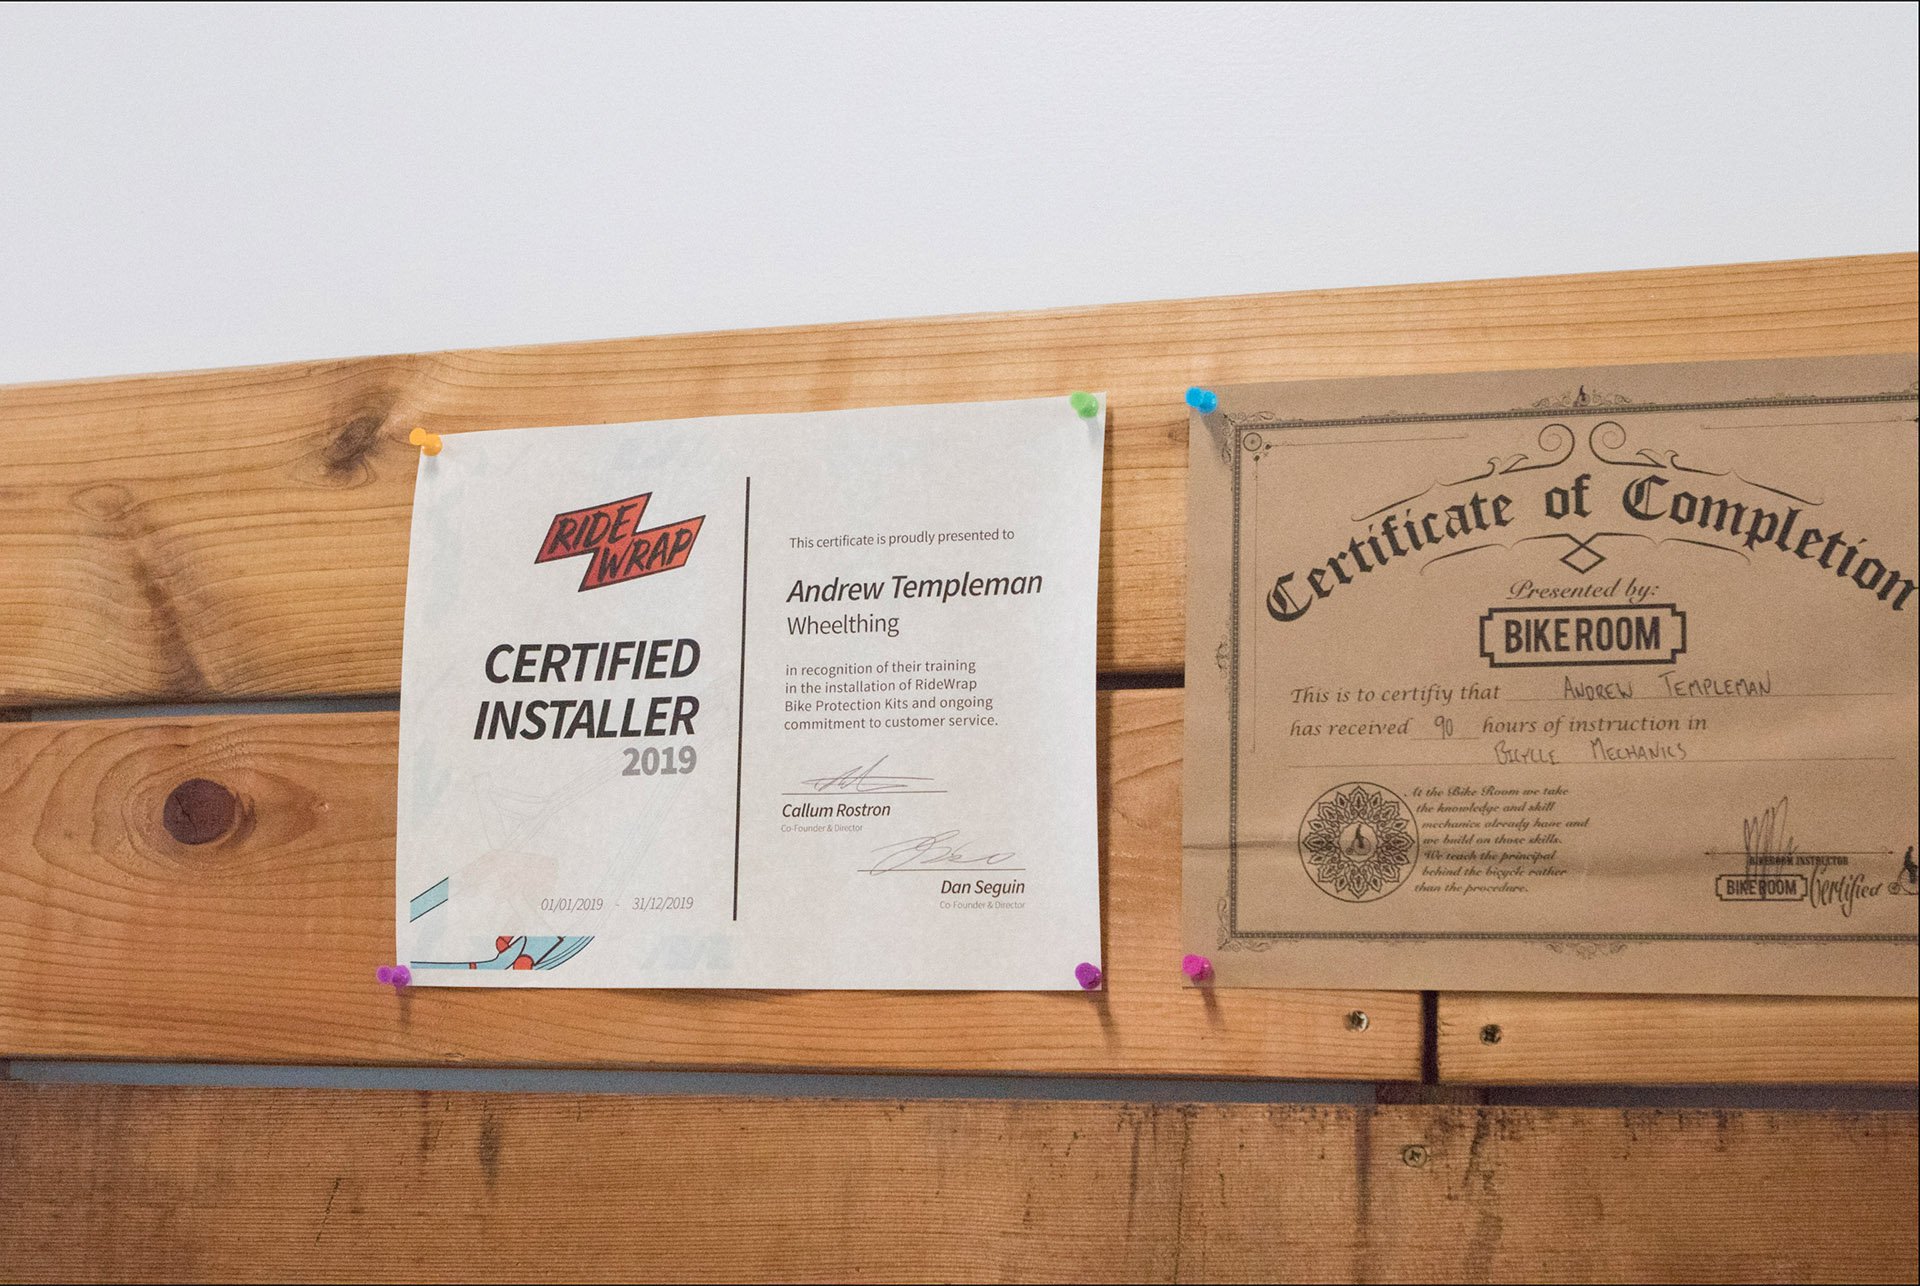 RIDE
WRAP
CERTIFIED
INSTALLER
2019
01/01/2019 - 31/12/2019
This certificate is proudly presented to
Andrew Templeman
Wheelthing
in recognition of their training
in the installation of RideWrap
Bike Protection Kits and ongoing
commitment to customer service.
Callum Rostron
Co-Founder & Director
Dan Seguin
Co-Founder & Director
Certificate of Completion
Presented by:
BIKE ROOM
This is to certifiy that ANDREW TEMPLEMAN
has received 90 hours of instruction in
BICYCLE MECHANICS
At the Bike Room we take
the knowledge and skill
mechanics already have and
we build on those skills.
We teach the principal
behind the bicycle rather
than the procedure.
BIKEROOM INSTRUCTOR
BIKE ROOM Certified